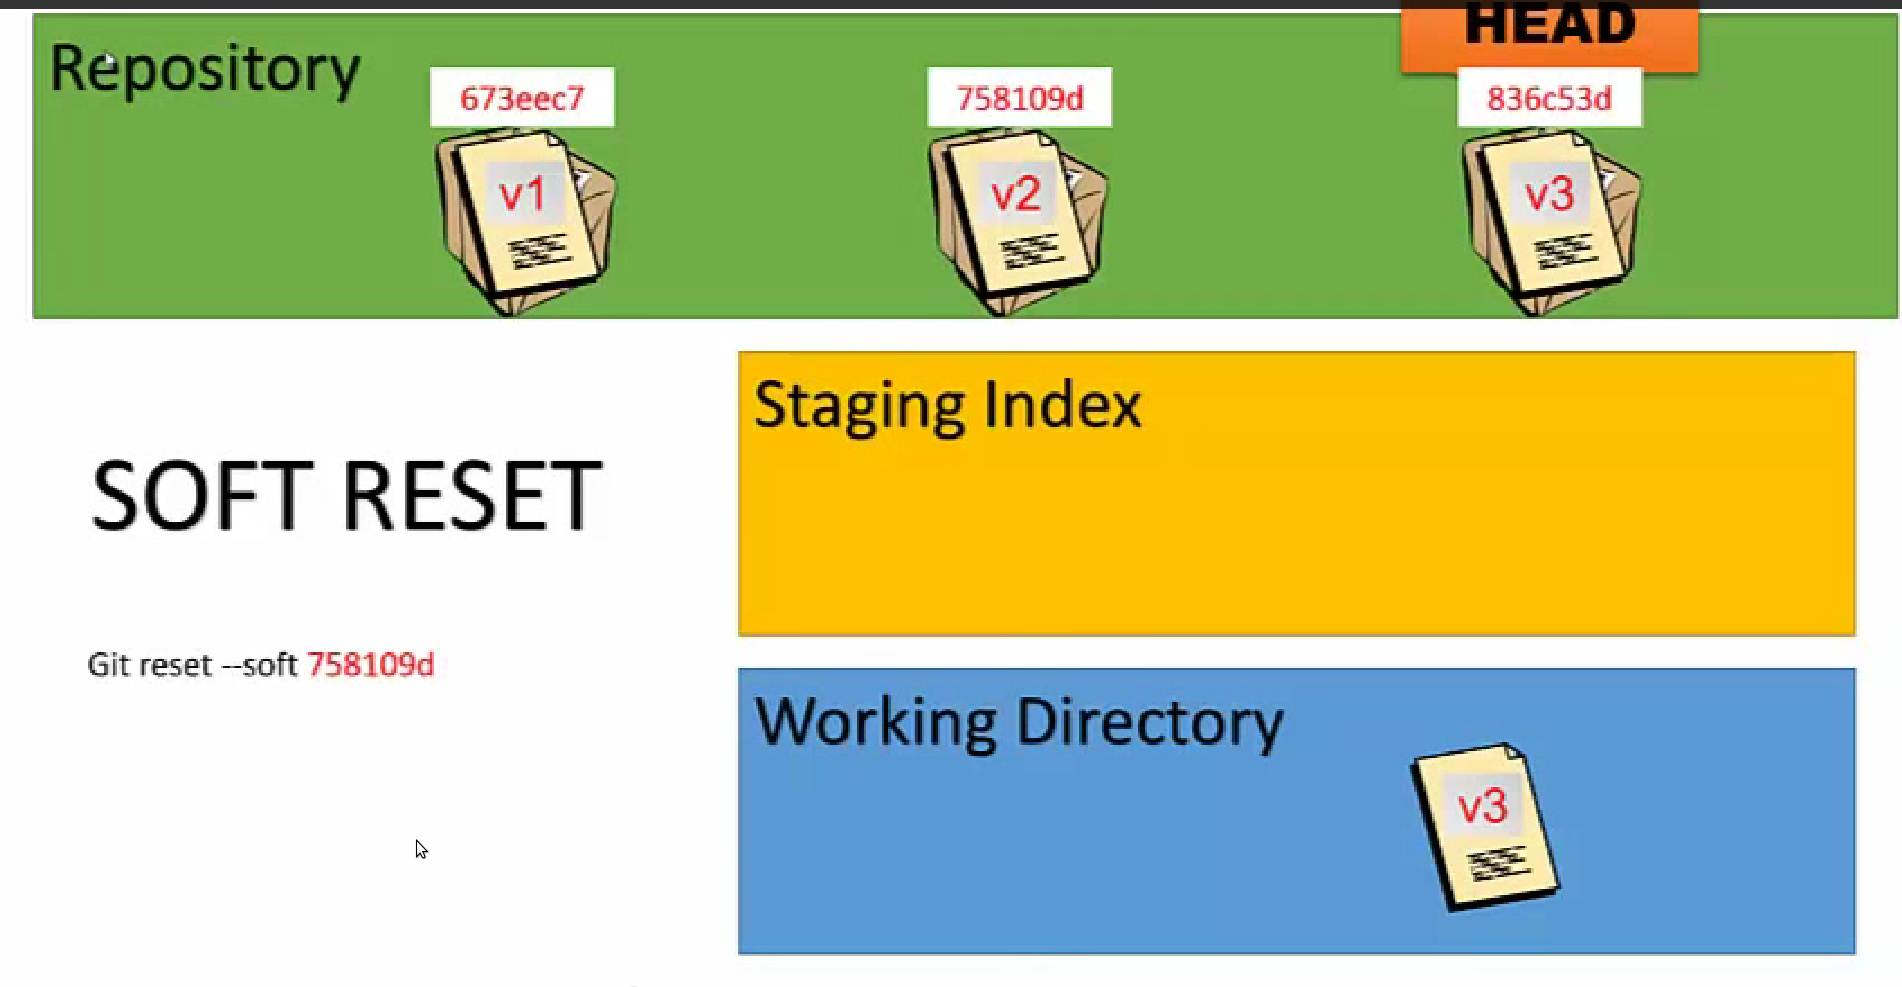 HEAD
Repository
673eec7
758109d
836c53d
v1
v2
v3
Staging Index
SOFT RESET
Git reset --soft 758109d
Working Directory
v3